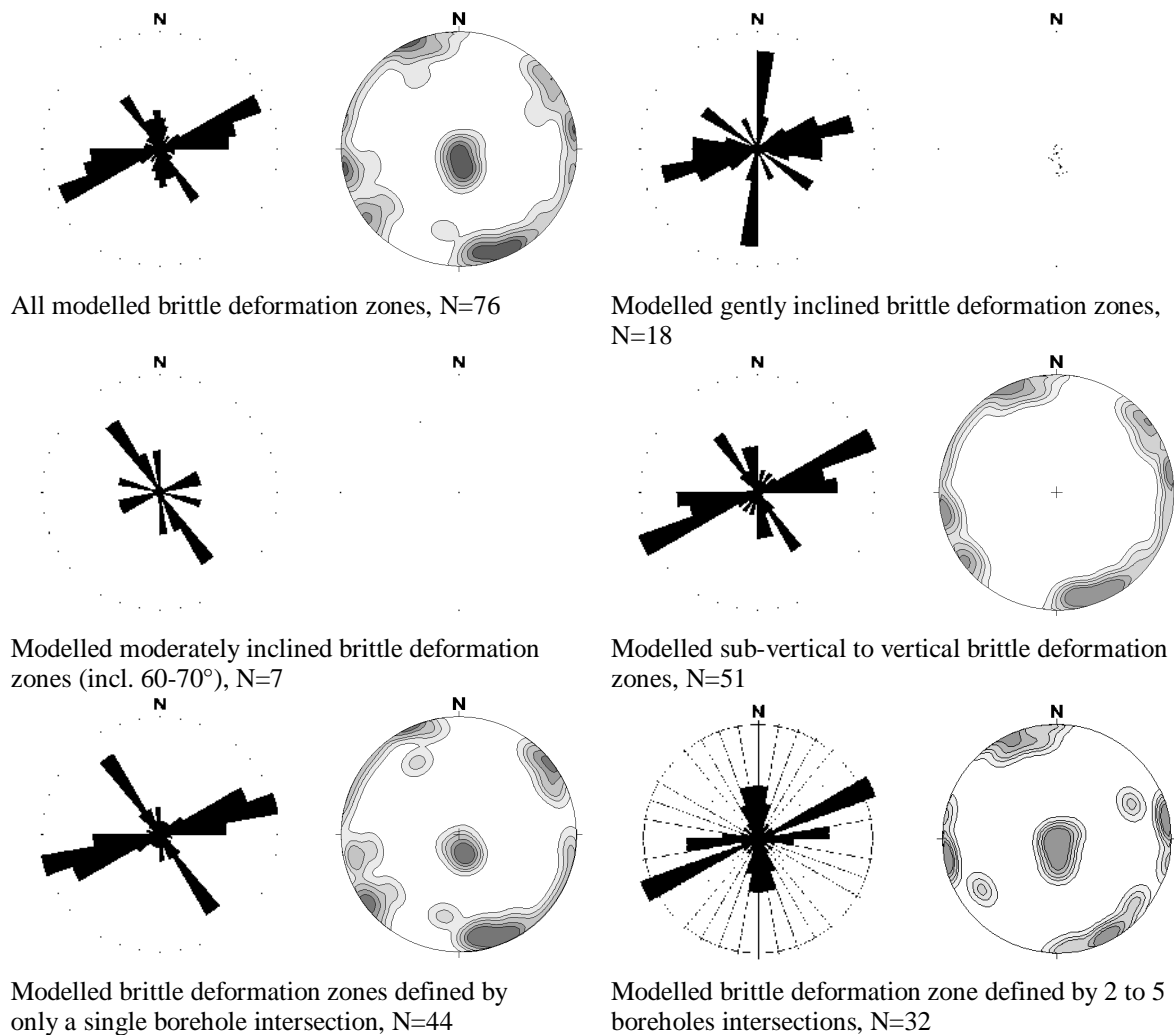 N
N
All modelled brittle deformation zones, N=76
Modelled gently inclined brittle deformation zones,
N=18
N
N
N
N
Modelled moderately inclined brittle deformation
zones (incl. 60-70°), N=7
Modelled sub-vertical to vertical brittle deformation
zones, N=51
N
N
N
N
Modelled brittle deformation zones defined by
only a single borehole intersection, N=44
Modelled brittle deformation zone defined by 2 to 5
boreholes intersections, N=32
N
N